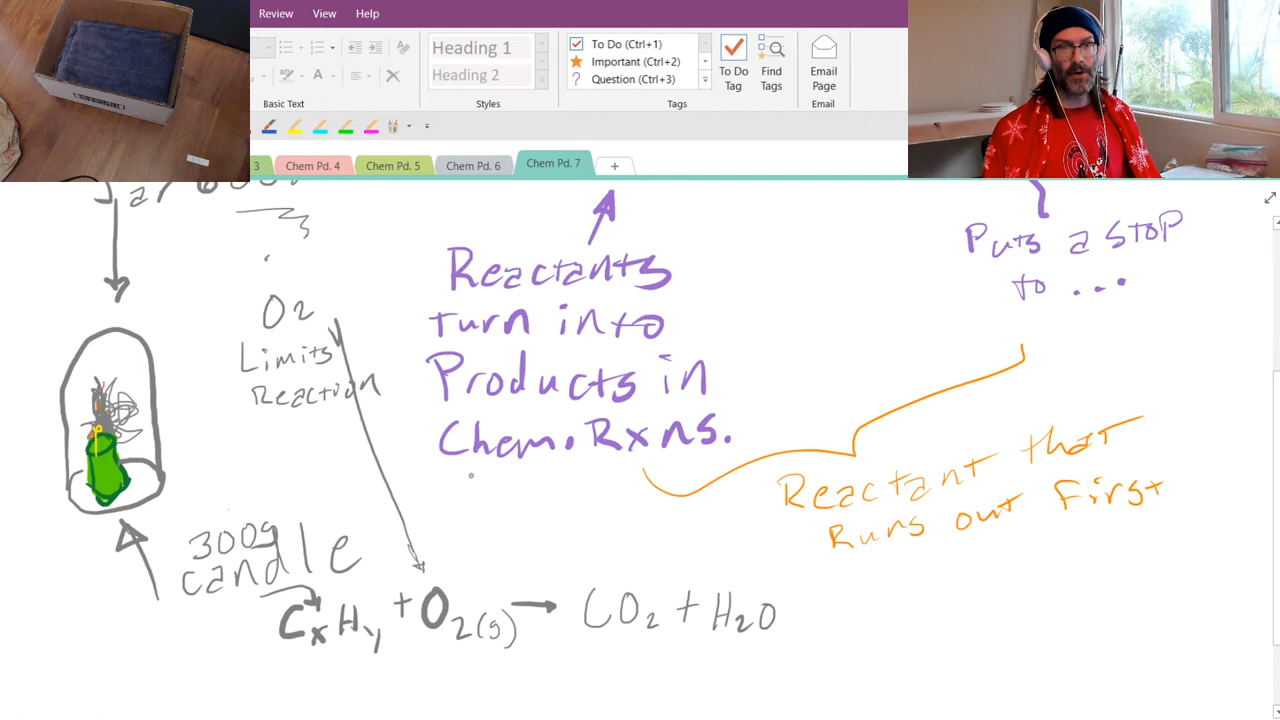 Review View Help
Heading 1
Heading 2
To Do (Ctrl+1)
Important (Ctrl+2)
Question (Ctrl+3)
To Do
Tag
Find
Tags
Email
Page
Basic Text
Styles
Tags
Email
3 Chem Pd. 4 Chem Pd. 5 Chem Pd. 6 Chem Pd. 7
O2
Limits
Reaction
Reactants
turn into
Products in
Chem. Rxns.
Puts a stop
to ...
Reactant that
Runs out First
300g
candle
CxHy + O2(g) → CO2 + H2O